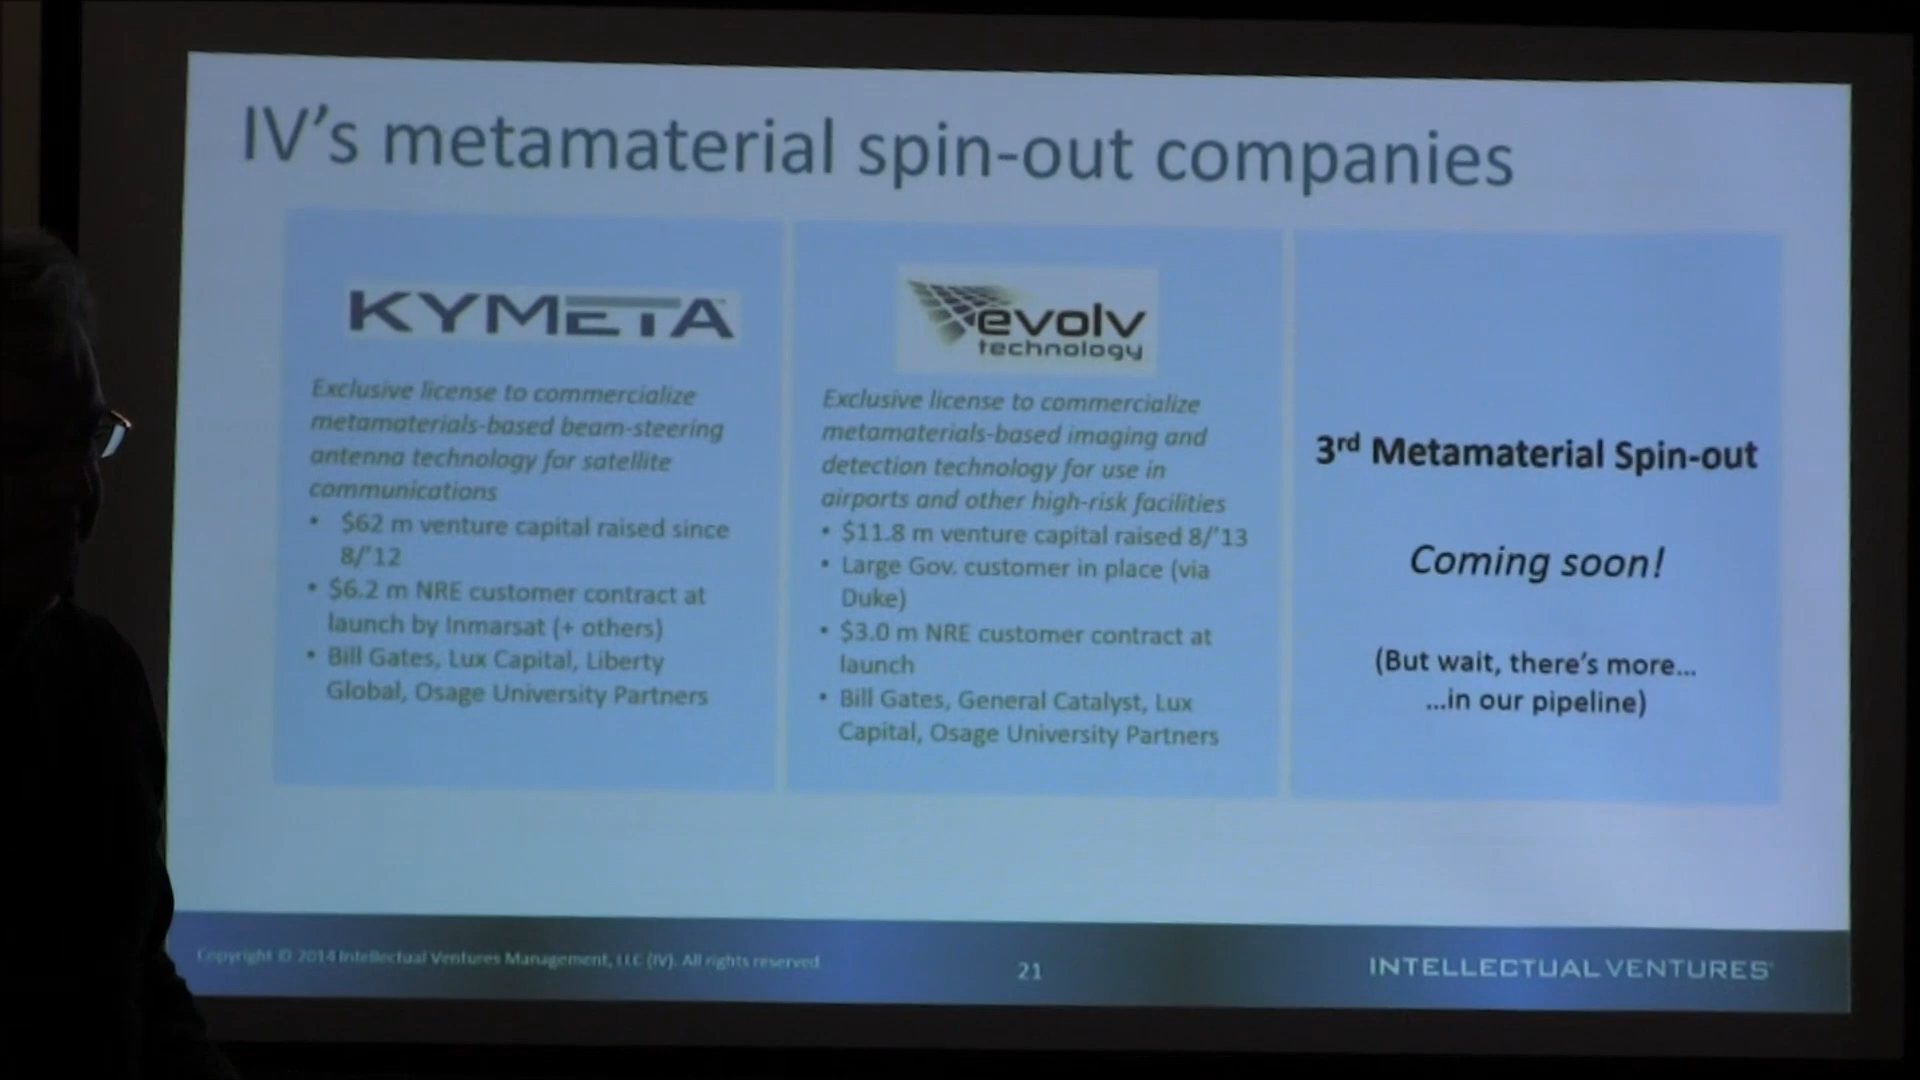 IV's metamaterial spin-out companies
KYMETA
Exclusive license to commercialize
metamaterials-based beam-steering
antenna technology for satellite
communications
• $62 m venture capital raised since
8/'12
• $6.2 m NRE customer contract at
launch by Inmarsat (+ others)
• Bill Gates, Lux Capital, Liberty
Global, Osage University Partners
evolv
technology
Exclusive license to commercialize
metamaterials-based imaging and
detection technology for use in
airports and other high-risk facilities
• $11.8 m venture capital raised 8/'13
• Large Gov. customer in place (via
Duke)
• $3.0 m NRE customer contract at
launch
• Bill Gates, General Catalyst, Lux
Capital, Osage University Partners
3rd Metamaterial Spin-out
Coming soon!
(But wait, there's more...
...in our pipeline)
Copyright © 2014 Intellectual Ventures Management, LLC (IV). All rights reserved.
21
INTELLECTUAL VENTURES